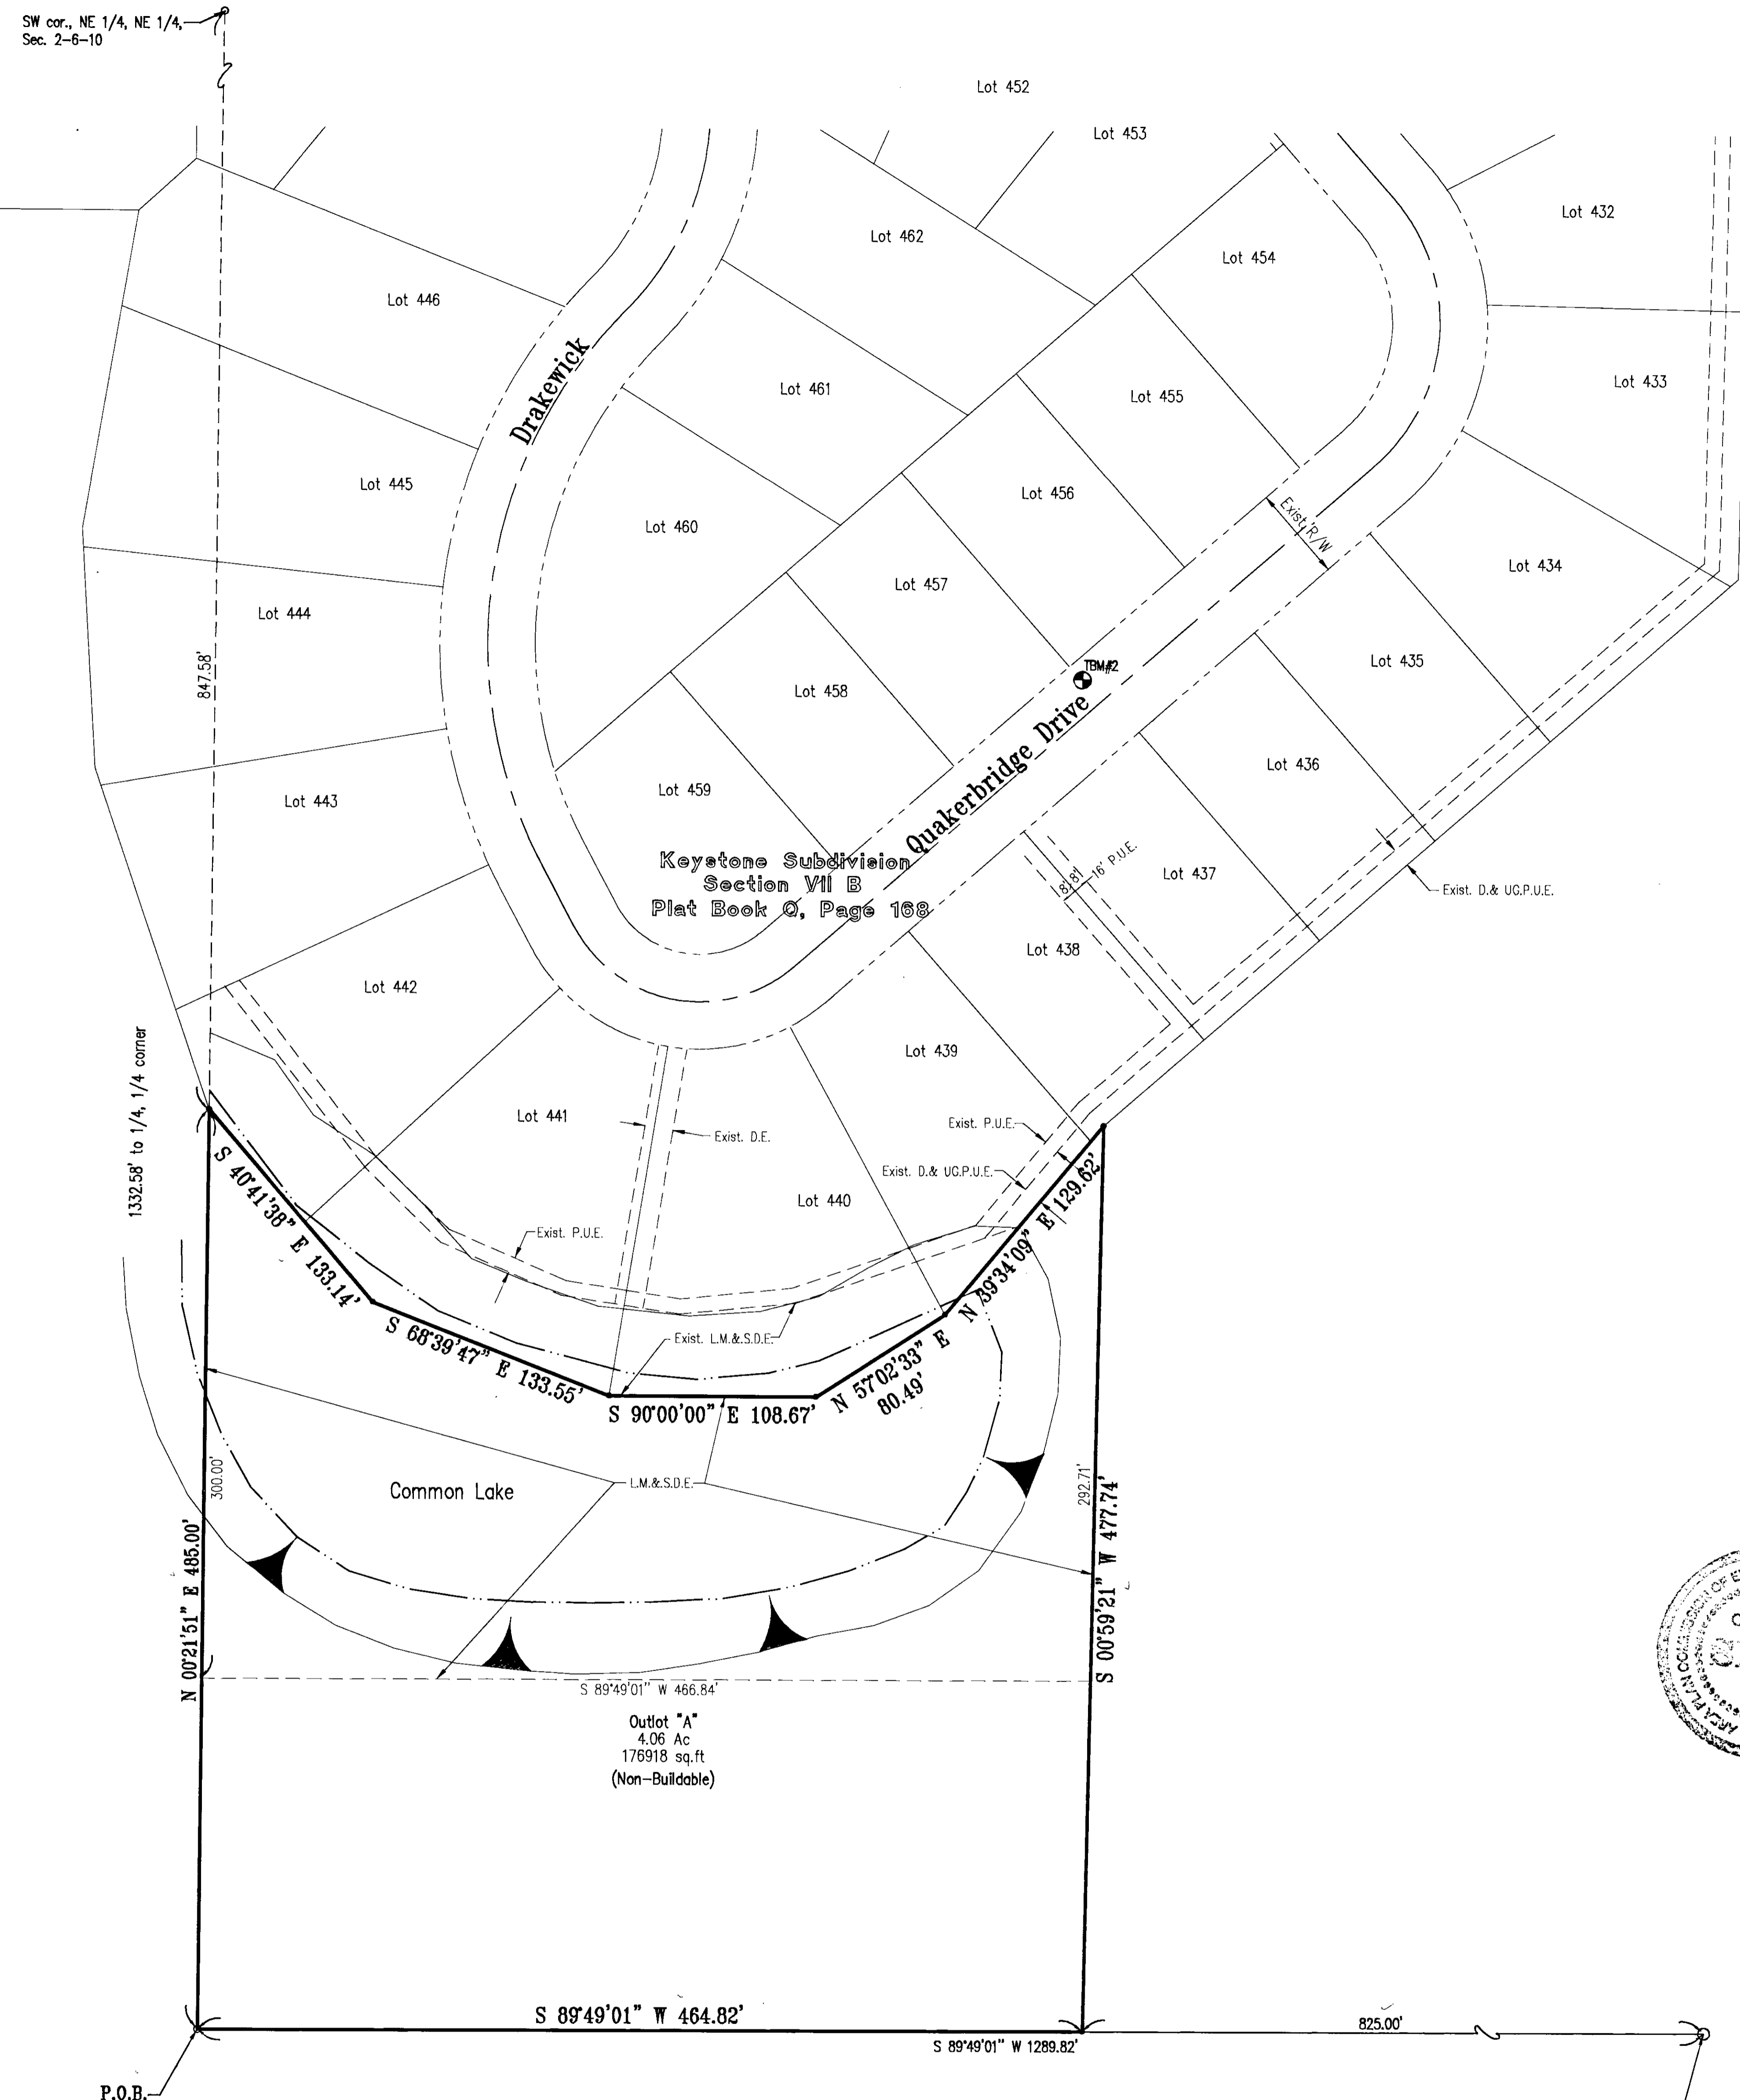 SW cor., NE 1/4, NE 1/4,
Sec. 2-6-10
Lot 452
Lot 453
Lot 432
Lot 462
Lot 454
Lot 446
Drakewick
Lot 461
Lot 455
Lot 433
Lot 445
Lot 460
Lot 456
Exist. R/W
Lot 434
Lot 457
Lot 444
847.58'
TBM#2
Lot 435
Lot 458
Quakerbridge Drive
Lot 436
Lot 459
Lot 443
Keystone Subdivision
Section VII B
Plat Book Q, Page 168
8' 8'
16' P.U.E.
Lot 437
Exist. D.& UG.P.U.E.
Lot 438
Lot 442
1332.58' to 1/4, 1/4 corner
Lot 439
Lot 441
Exist. D.E.
Exist. P.U.E.
Exist. D.& UG.P.U.E.
Lot 440
Exist. P.U.E.
S 40°41'38" E 133.14'
N 39°34'09" E 129.62'
Exist. L.M.&S.D.E.
S 68°39'47" E 133.55'
S 90°00'00" E 108.67'
N 57°02'33" E
80.49'
300.00'
Common Lake
L.M.&S.D.E.
292.71'
N 00°21'51" E 485.00'
S 00°59'21" W 477.74'
S 89°49'01" W 466.84'
Outlot "A"
4.06 Ac
176918 sq.ft
(Non-Buildable)
AREA PLAN COMMISSION OF
S 89°49'01" W 464.82'
825.00'
S 89°49'01" W 1289.82'
P.O.B.